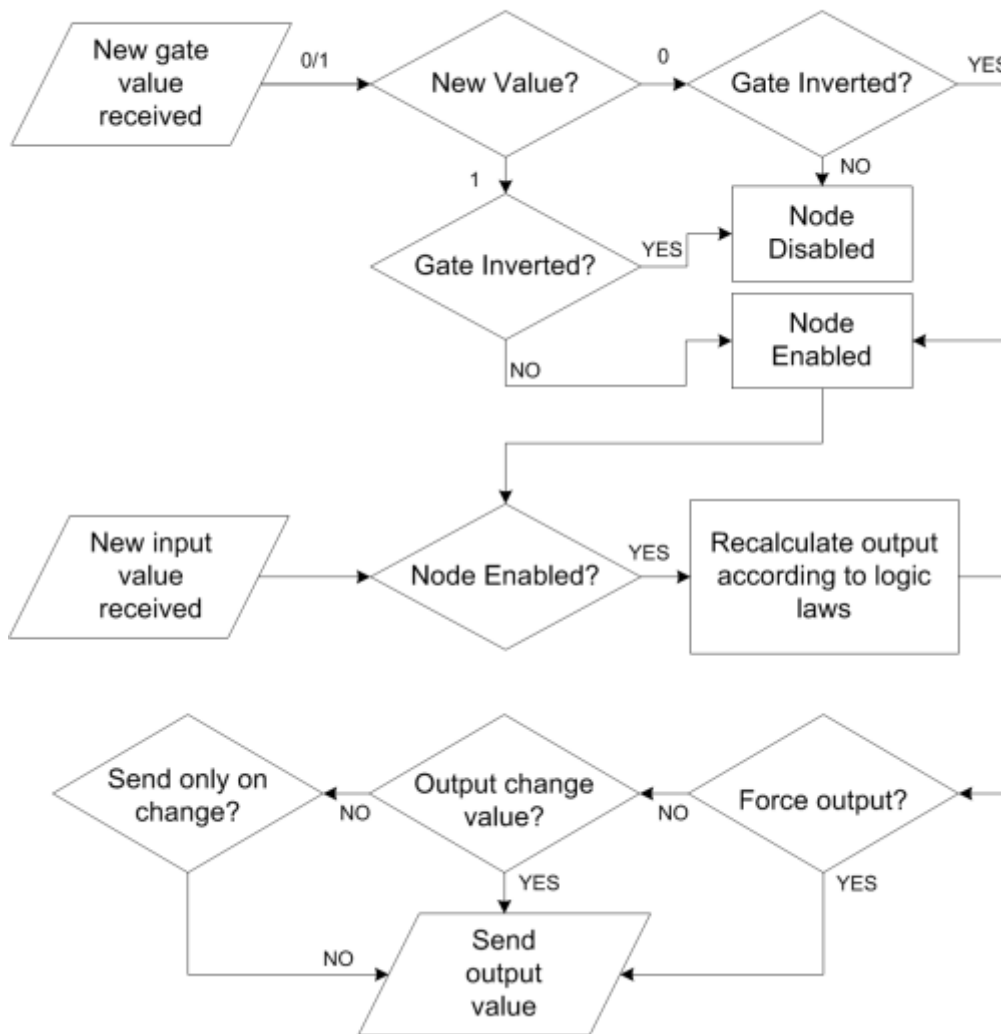 New gate
value
received
0/1
New Value?
0
Gate Inverted?
YES
1
NO
Gate Inverted?
YES
Node
Disabled
NO
Node
Enabled
New input
value
received
Node Enabled?
YES
Recalculate output
according to logic
laws
Send only on
change?
NO
Output change
value?
NO
Force output?
YES
YES
NO
Send
output
value